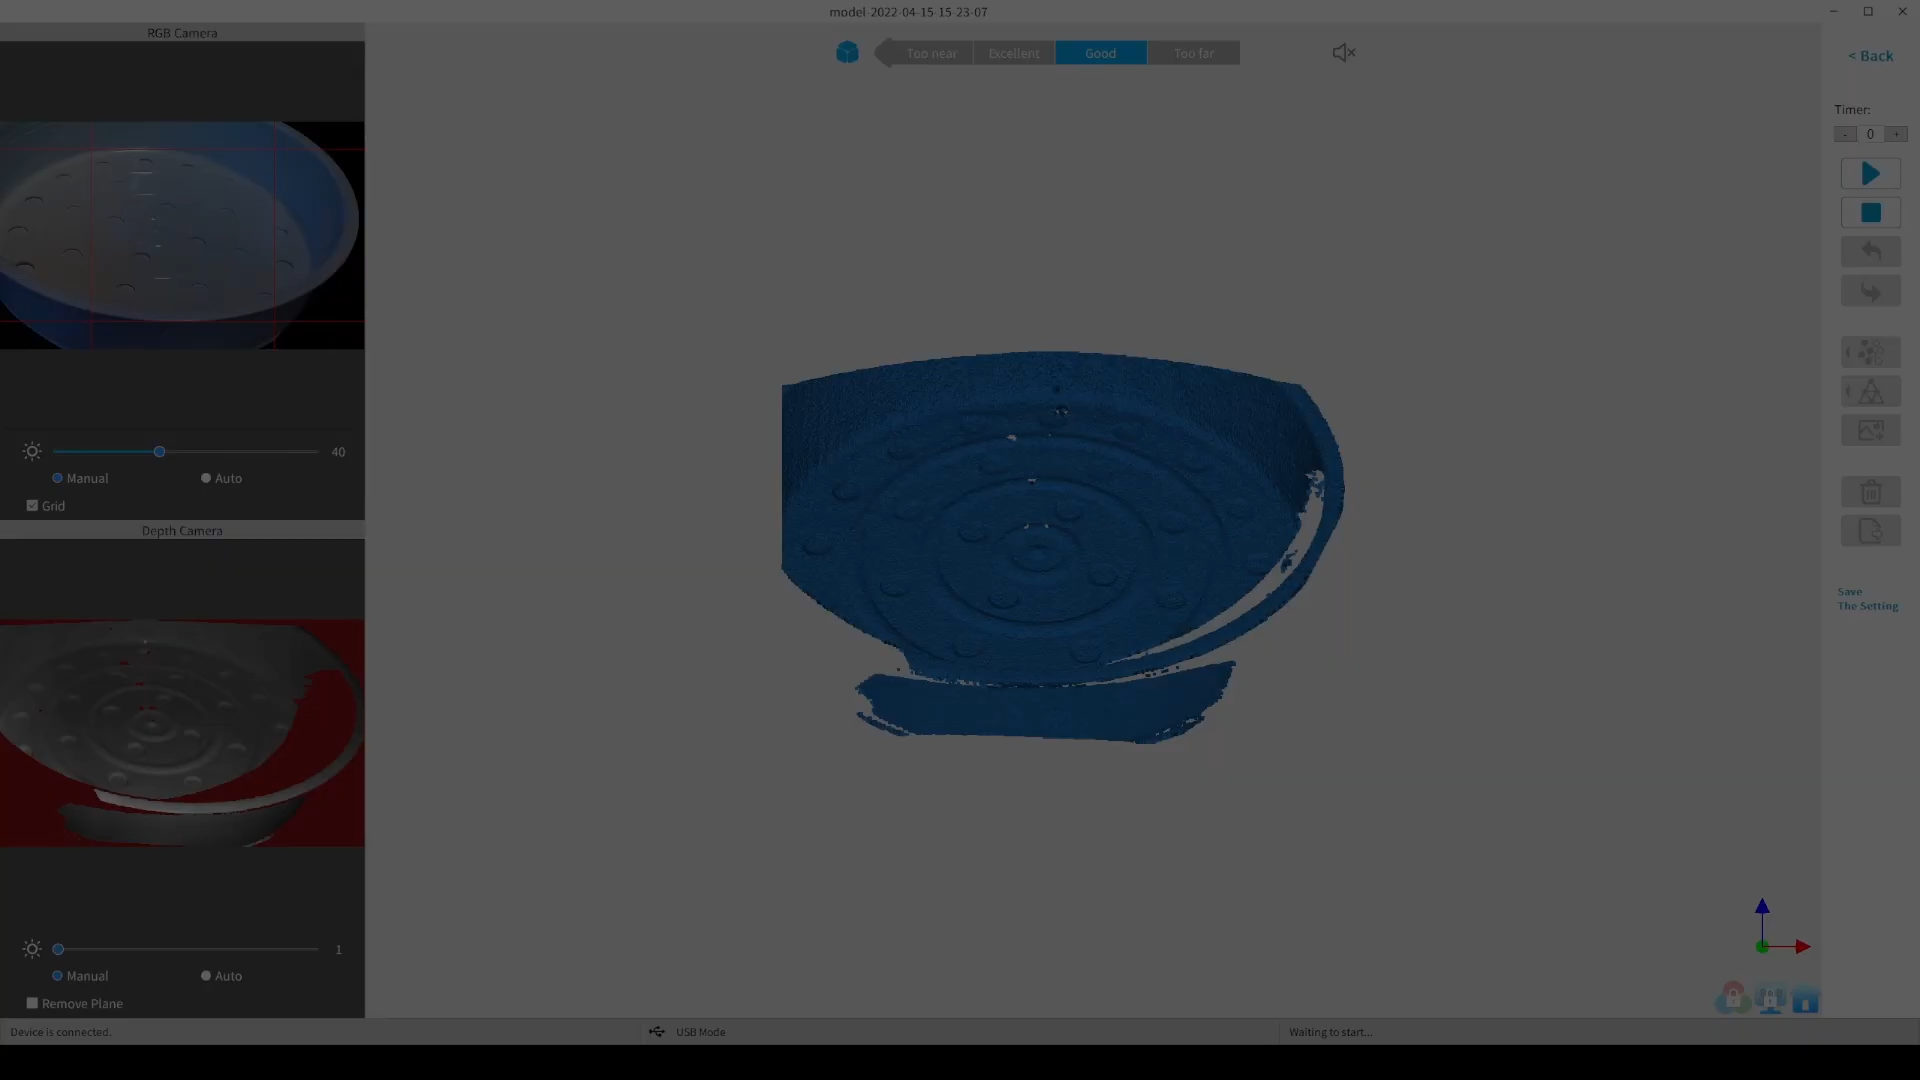 model-2022-04-15-15-23-07
RGB Camera
Too near
Excellent
Good
Too far
< Back
Timer:
- 0 +
40
Manual
Auto
Grid
Depth Camera
Save
The Setting
1
Manual
Auto
Remove Plane
Device is connected.
USB Mode
Waiting to start...